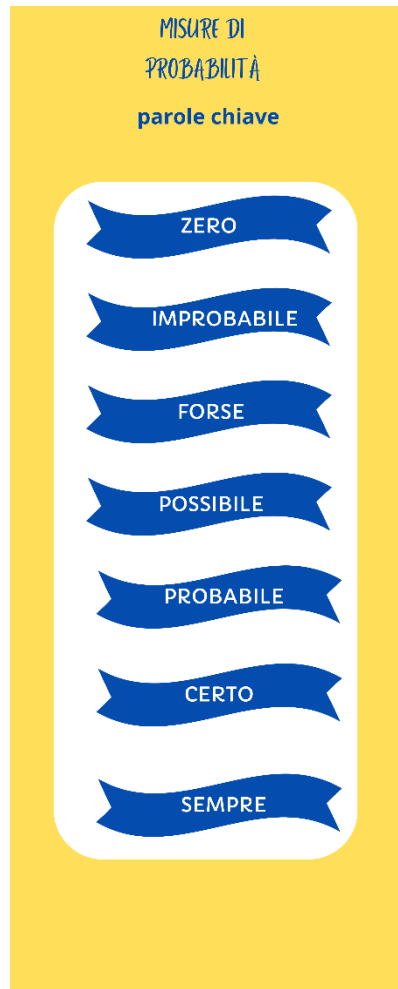 MISURE DI
PROBABILITÀ
parole chiave
ZERO
IMPROBABILE
FORSE
POSSIBILE
PROBABILE
CERTO
SEMPRE